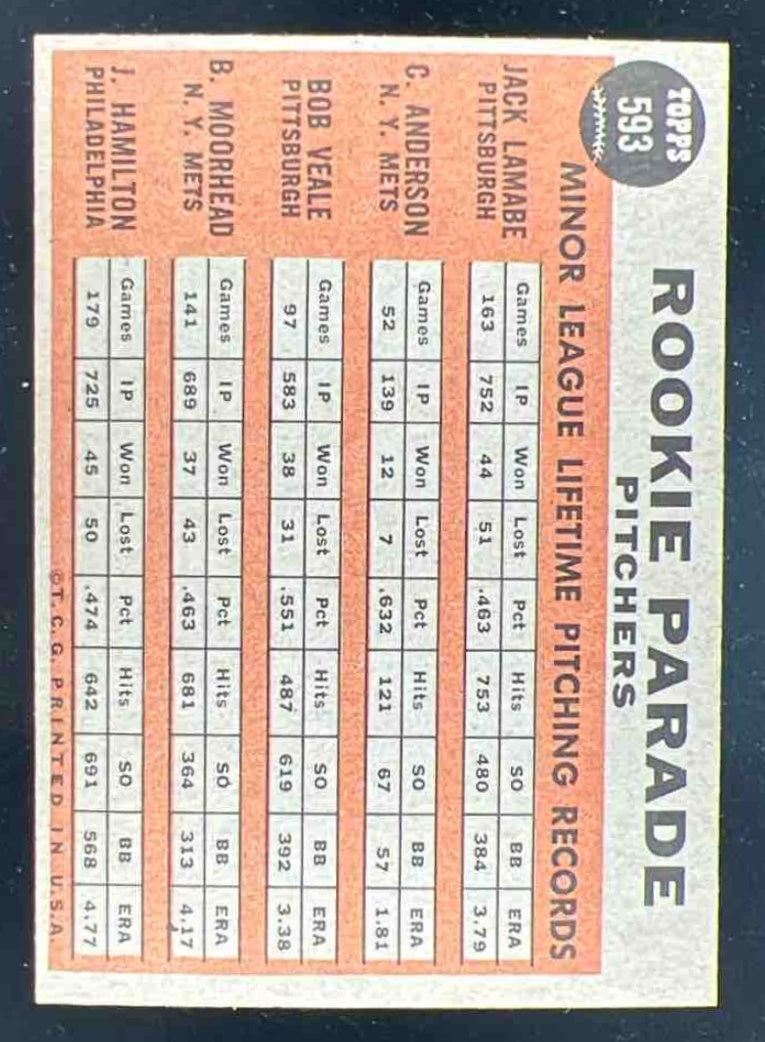 TOPPS
593
ROOKIE PARADE
PITCHERS
MINOR LEAGUE LIFETIME PITCHING RECORDS
JACK LAMABE
PITTSBURGH
Games IP Won Lost Pct Hits SO BB ERA
163 752 44 51 .463 753 480 384 3.79
C. ANDERSON
N. Y. METS
Games IP Won Lost Pct Hits SO BB ERA
52 139 12 7 .632 121 67 57 1.81
BOB VEALE
PITTSBURGH
Games IP Won Lost Pct Hits SO BB ERA
97 583 38 31 .551 487 619 392 3.38
B. MOORHEAD
N. Y. METS
Games IP Won Lost Pct Hits SO BB ERA
141 689 37 43 .463 681 364 313 4.17
J. HAMILTON
PHILADELPHIA
Games IP Won Lost Pct Hits SO BB ERA
179 725 45 50 .474 642 691 568 4.77
©T. C. G. PRINTED IN U.S.A.